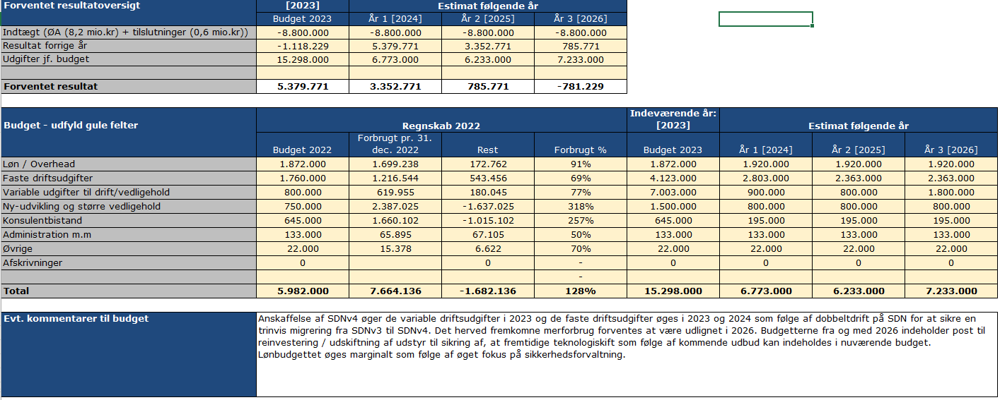 Forventet resultatoversigt [2023] Estimat følgende år
Budget 2023 År 1 [2024] År 2 [2025] År 3 [2026]
Indtægt (ØA (8,2 mio.kr) + tilslutninger (0,6 mio.kr)) -8.800.000 -8.800.000 -8.800.000 -8.800.000
Resultat forrige år -1.118.229 5.379.771 3.352.771 785.771
Udgifter jf. budget 15.298.000 6.773.000 6.233.000 7.233.000
Forventet resultat 5.379.771 3.352.771 785.771 -781.229
Budget - udfyld gule felter Regnskab 2022 Indeværende år: [2023] Estimat følgende år
Budget 2022 Forbrugt pr. 31. dec. 2022 Rest Forbrugt % Budget 2023 År 1 [2024] År 2 [2025] År 3 [2026]
Løn / Overhead 1.872.000 1.699.238 172.762 91% 1.872.000 1.920.000 1.920.000 1.920.000
Faste driftsudgifter 1.760.000 1.216.544 543.456 69% 4.123.000 2.803.000 2.363.000 2.363.000
Variable udgifter til drift/vedligehold 800.000 619.955 180.045 77% 7.003.000 900.000 800.000 1.800.000
Ny-udvikling og større vedligehold 750.000 2.387.025 -1.637.025 318% 1.500.000 800.000 800.000 800.000
Konsulentbistand 645.000 1.660.102 -1.015.102 257% 645.000 195.000 195.000 195.000
Administration m.m 133.000 65.895 67.105 50% 133.000 133.000 133.000 133.000
Øvrige 22.000 15.378 6.622 70% 22.000 22.000 22.000 22.000
Afskrivninger 0 0 - 0 0 0 0
-
Total 5.982.000 7.664.136 -1.682.136 128% 15.298.000 6.773.000 6.233.000 7.233.000
Evt. kommentarer til budget
Anskaffelse af SDNv4 øger de variable driftsudgifter i 2023 og de faste driftsudgifter øges i 2023 og 2024 som følge af dobbeltdrift på SDN for at sikre en
trinvis migrering fra SDNv3 til SDNv4. Det herved fremkomne merforbrug forventes at være udlignet i 2026. Budgetterne fra og med 2026 indeholder post til
reinvestering / udskiftning af udstyr til sikring af, at fremtidige teknologiskift som følge af kommende udbud kan indeholdes i nuværende budget.
Lønbudgettet øges marginalt som følge af øget fokus på sikkerhedsforvaltning.